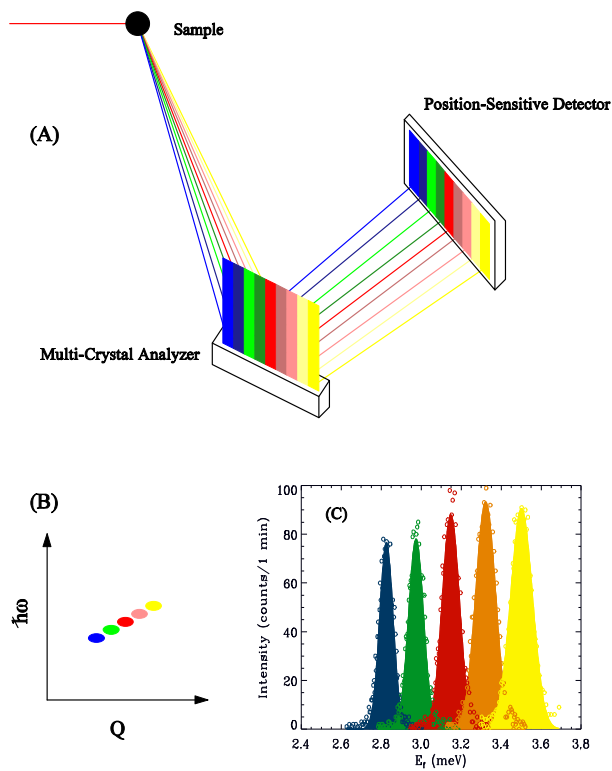 Sample
Position-Sensitive Detector
(A)
Multi-Crystal Analyzer
(B)
ħω
Q
(C)
Intensity (counts/1 min)
100
80
60
40
20
0
2.4 2.6 2.8 3.0 3.2 3.4 3.6 3.8
E_f (meV)